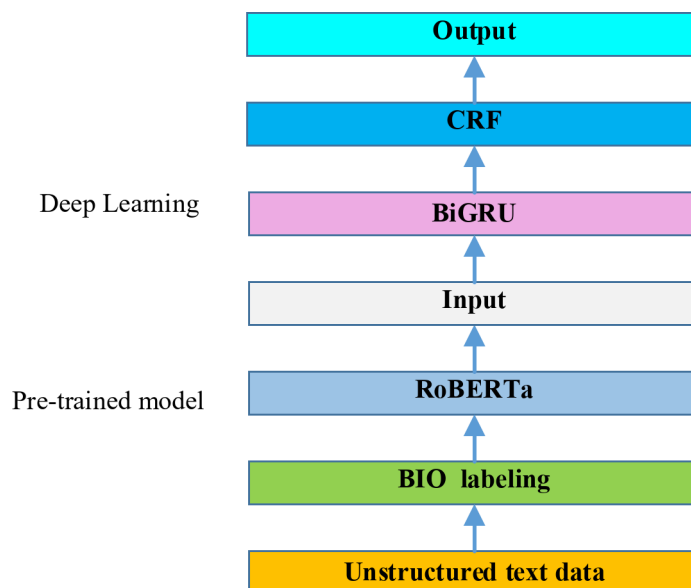 Output
CRF
Deep Learning
BiGRU
Input
Pre-trained model
RoBERTa
BIO labeling
Unstructured text data